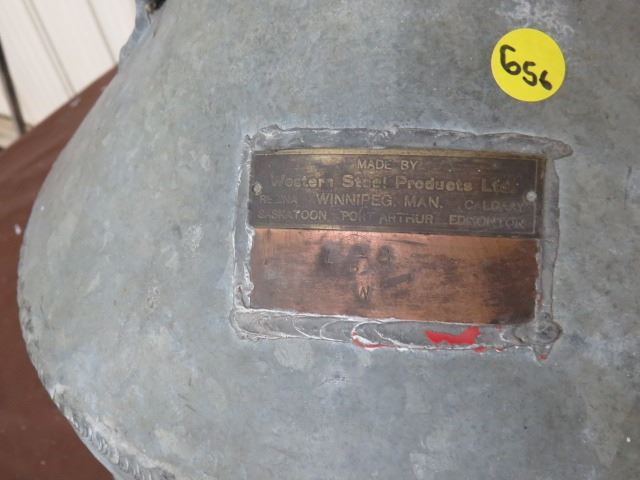 656
MADE BY
Western Steel Products Ltd.
REGINA WINNIPEG, MAN. CALGARY
SASKATOON PORT ARTHUR EDMONTON
W